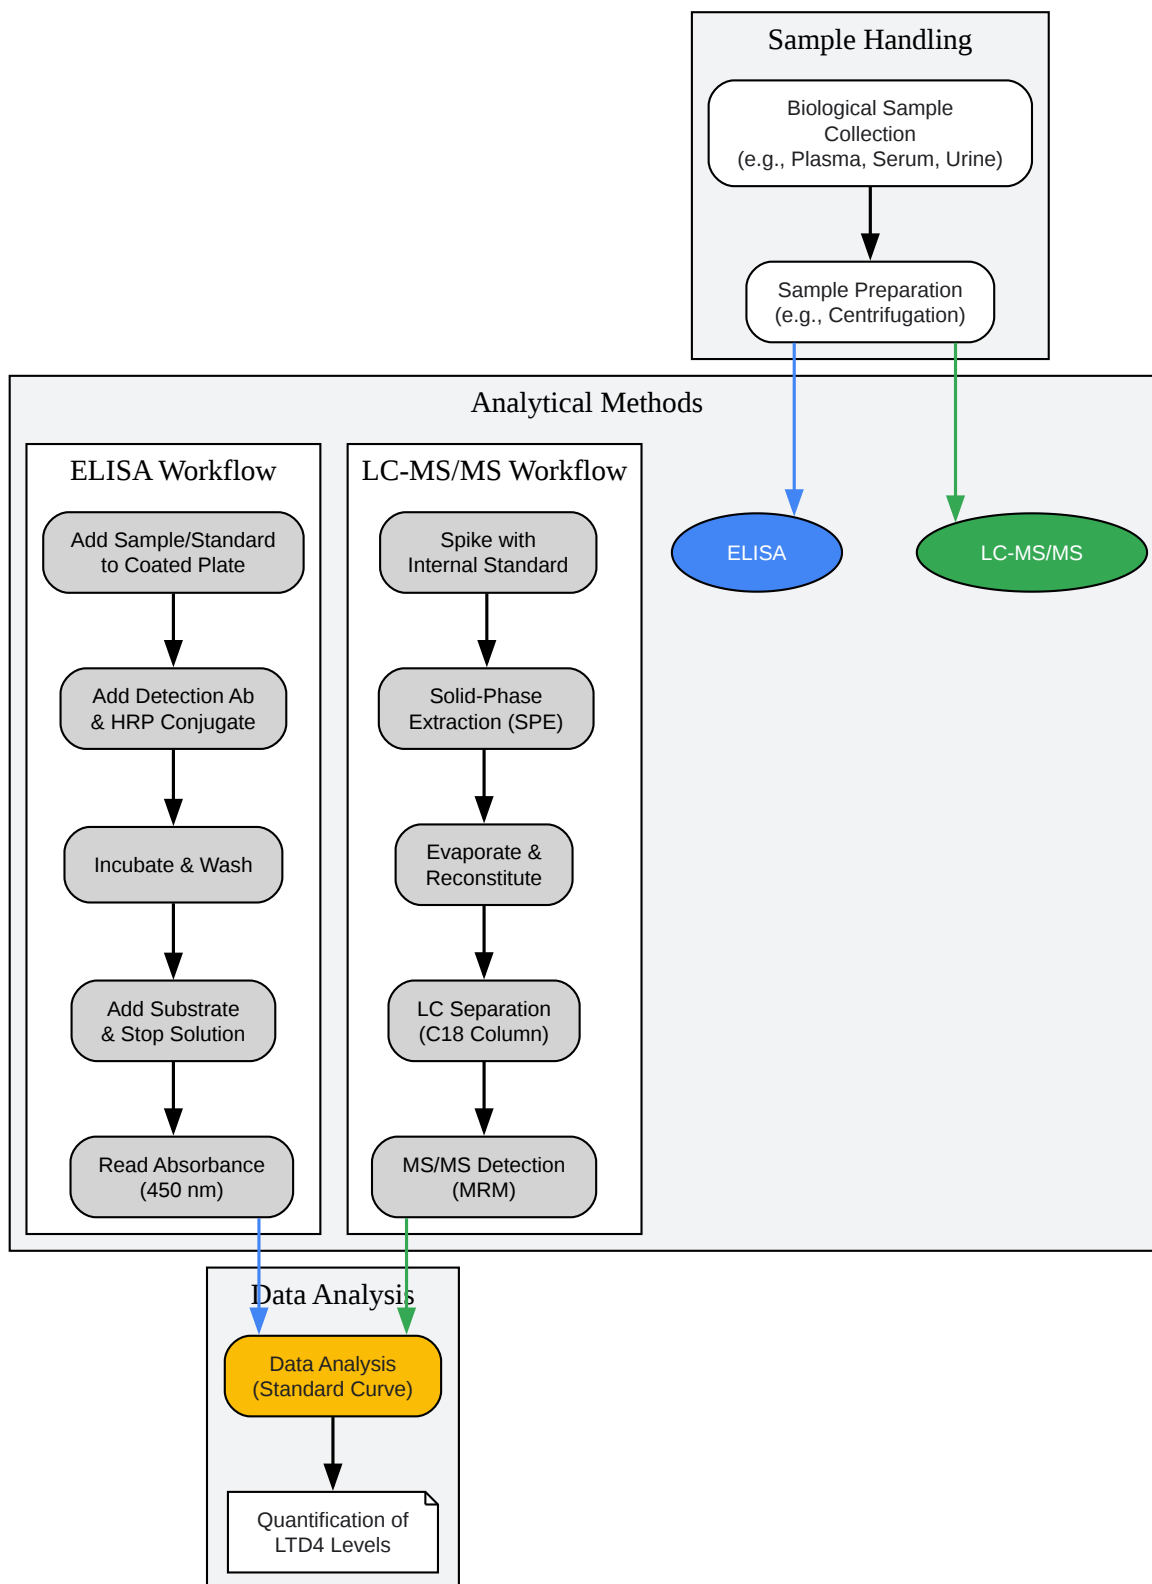 Sample Handling
Biological Sample
Collection
(e.g., Plasma, Serum, Urine)
Sample Preparation
(e.g., Centrifugation)
Analytical Methods
ELISA Workflow
Add Sample/Standard
to Coated Plate
Add Detection Ab
& HRP Conjugate
Incubate & Wash
Add Substrate
& Stop Solution
Read Absorbance
(450 nm)
LC-MS/MS Workflow
Spike with
Internal Standard
Solid-Phase
Extraction (SPE)
Evaporate &
Reconstitute
LC Separation
(C18 Column)
MS/MS Detection
(MRM)
ELISA
LC-MS/MS
Data Analysis
Data Analysis
(Standard Curve)
Quantification of
LTD4 Levels